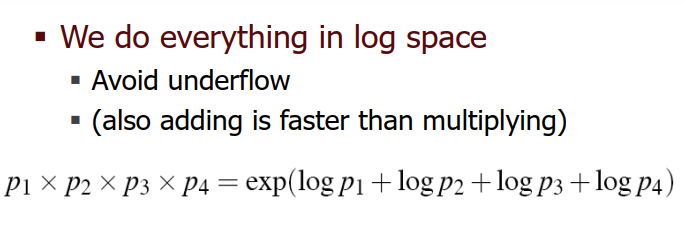 ▪ We do everything in log space
▪ Avoid underflow
▪ (also adding is faster than multiplying)
p₁ × p₂ × p₃ × p₄ = exp(log p₁ + log p₂ + log p₃ + log p₄)